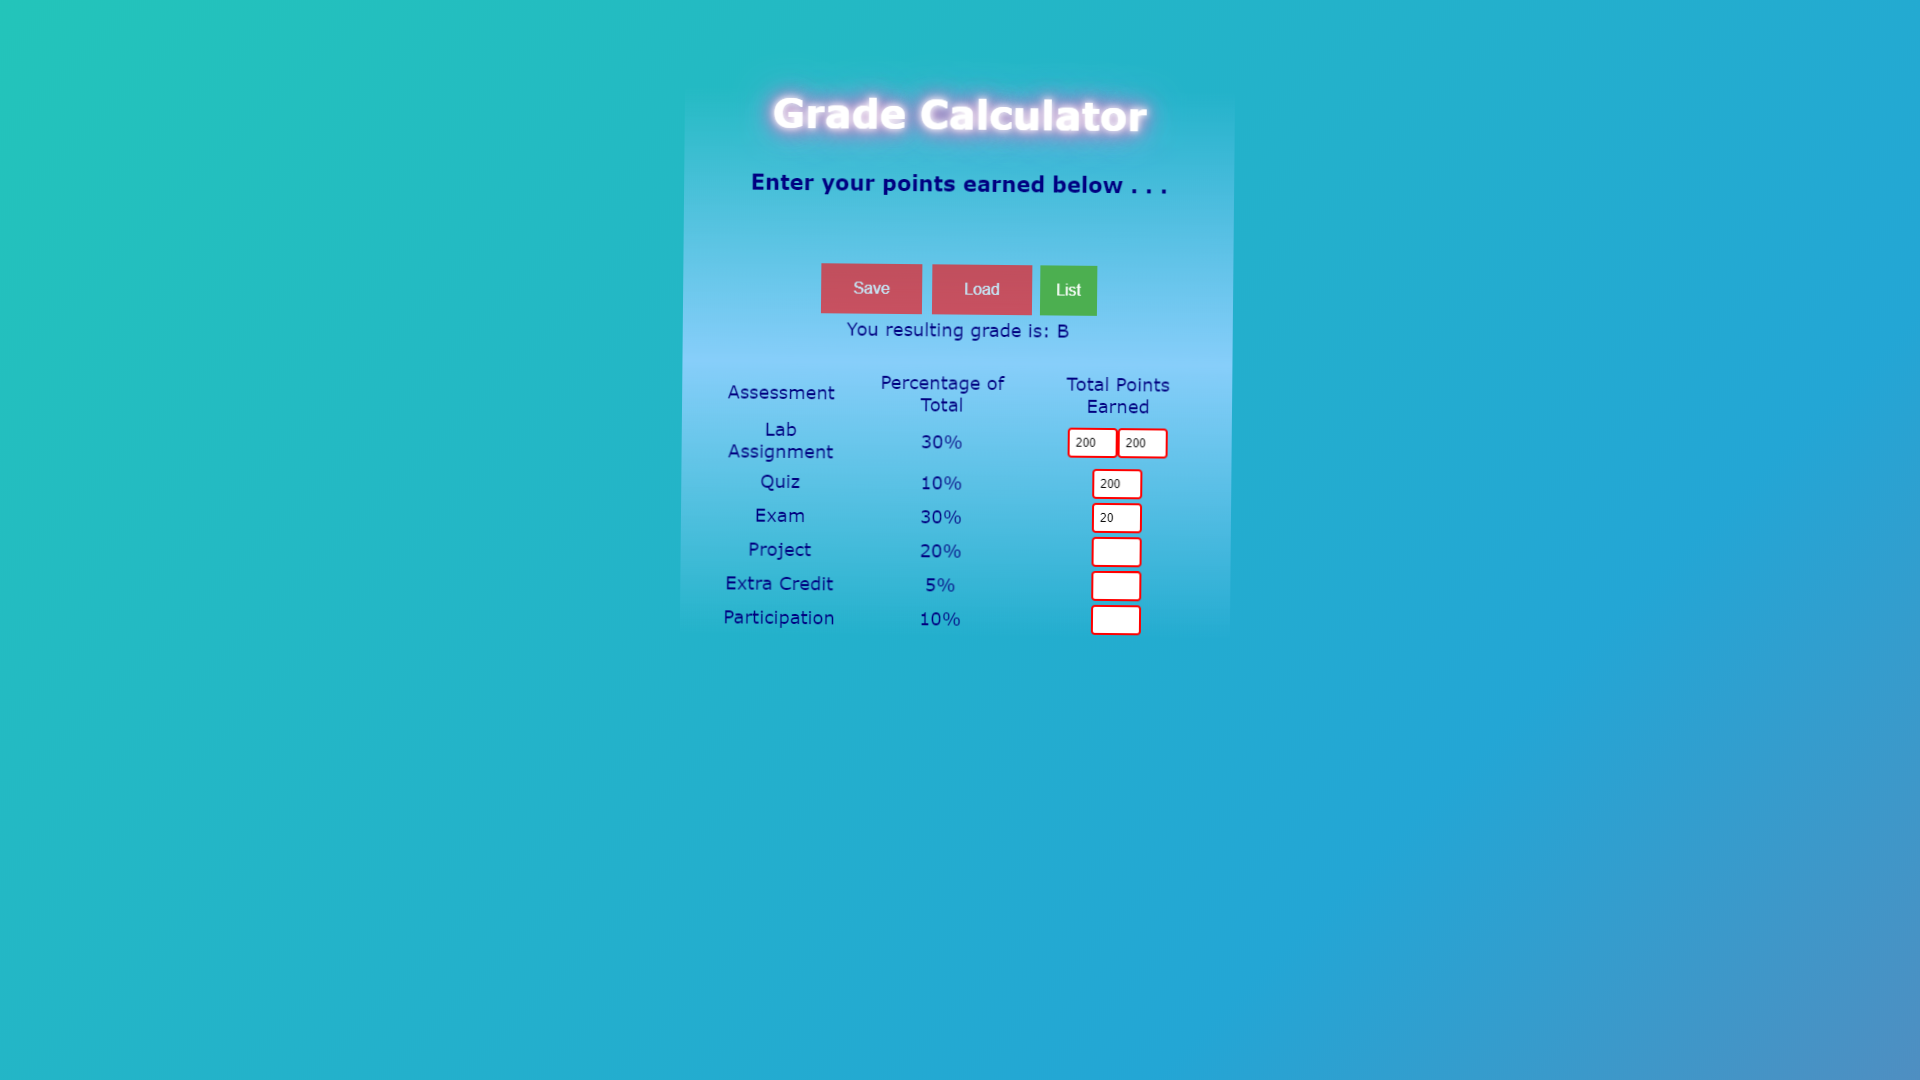 Grade Calculator
Enter your points earned below . . .
Save Load List
You resulting grade is: B
Assessment Percentage of Total Total Points Earned
Lab Assignment 30% 200 200
Quiz 10% 200
Exam 30% 20
Project 20%
Extra Credit 5%
Participation 10%